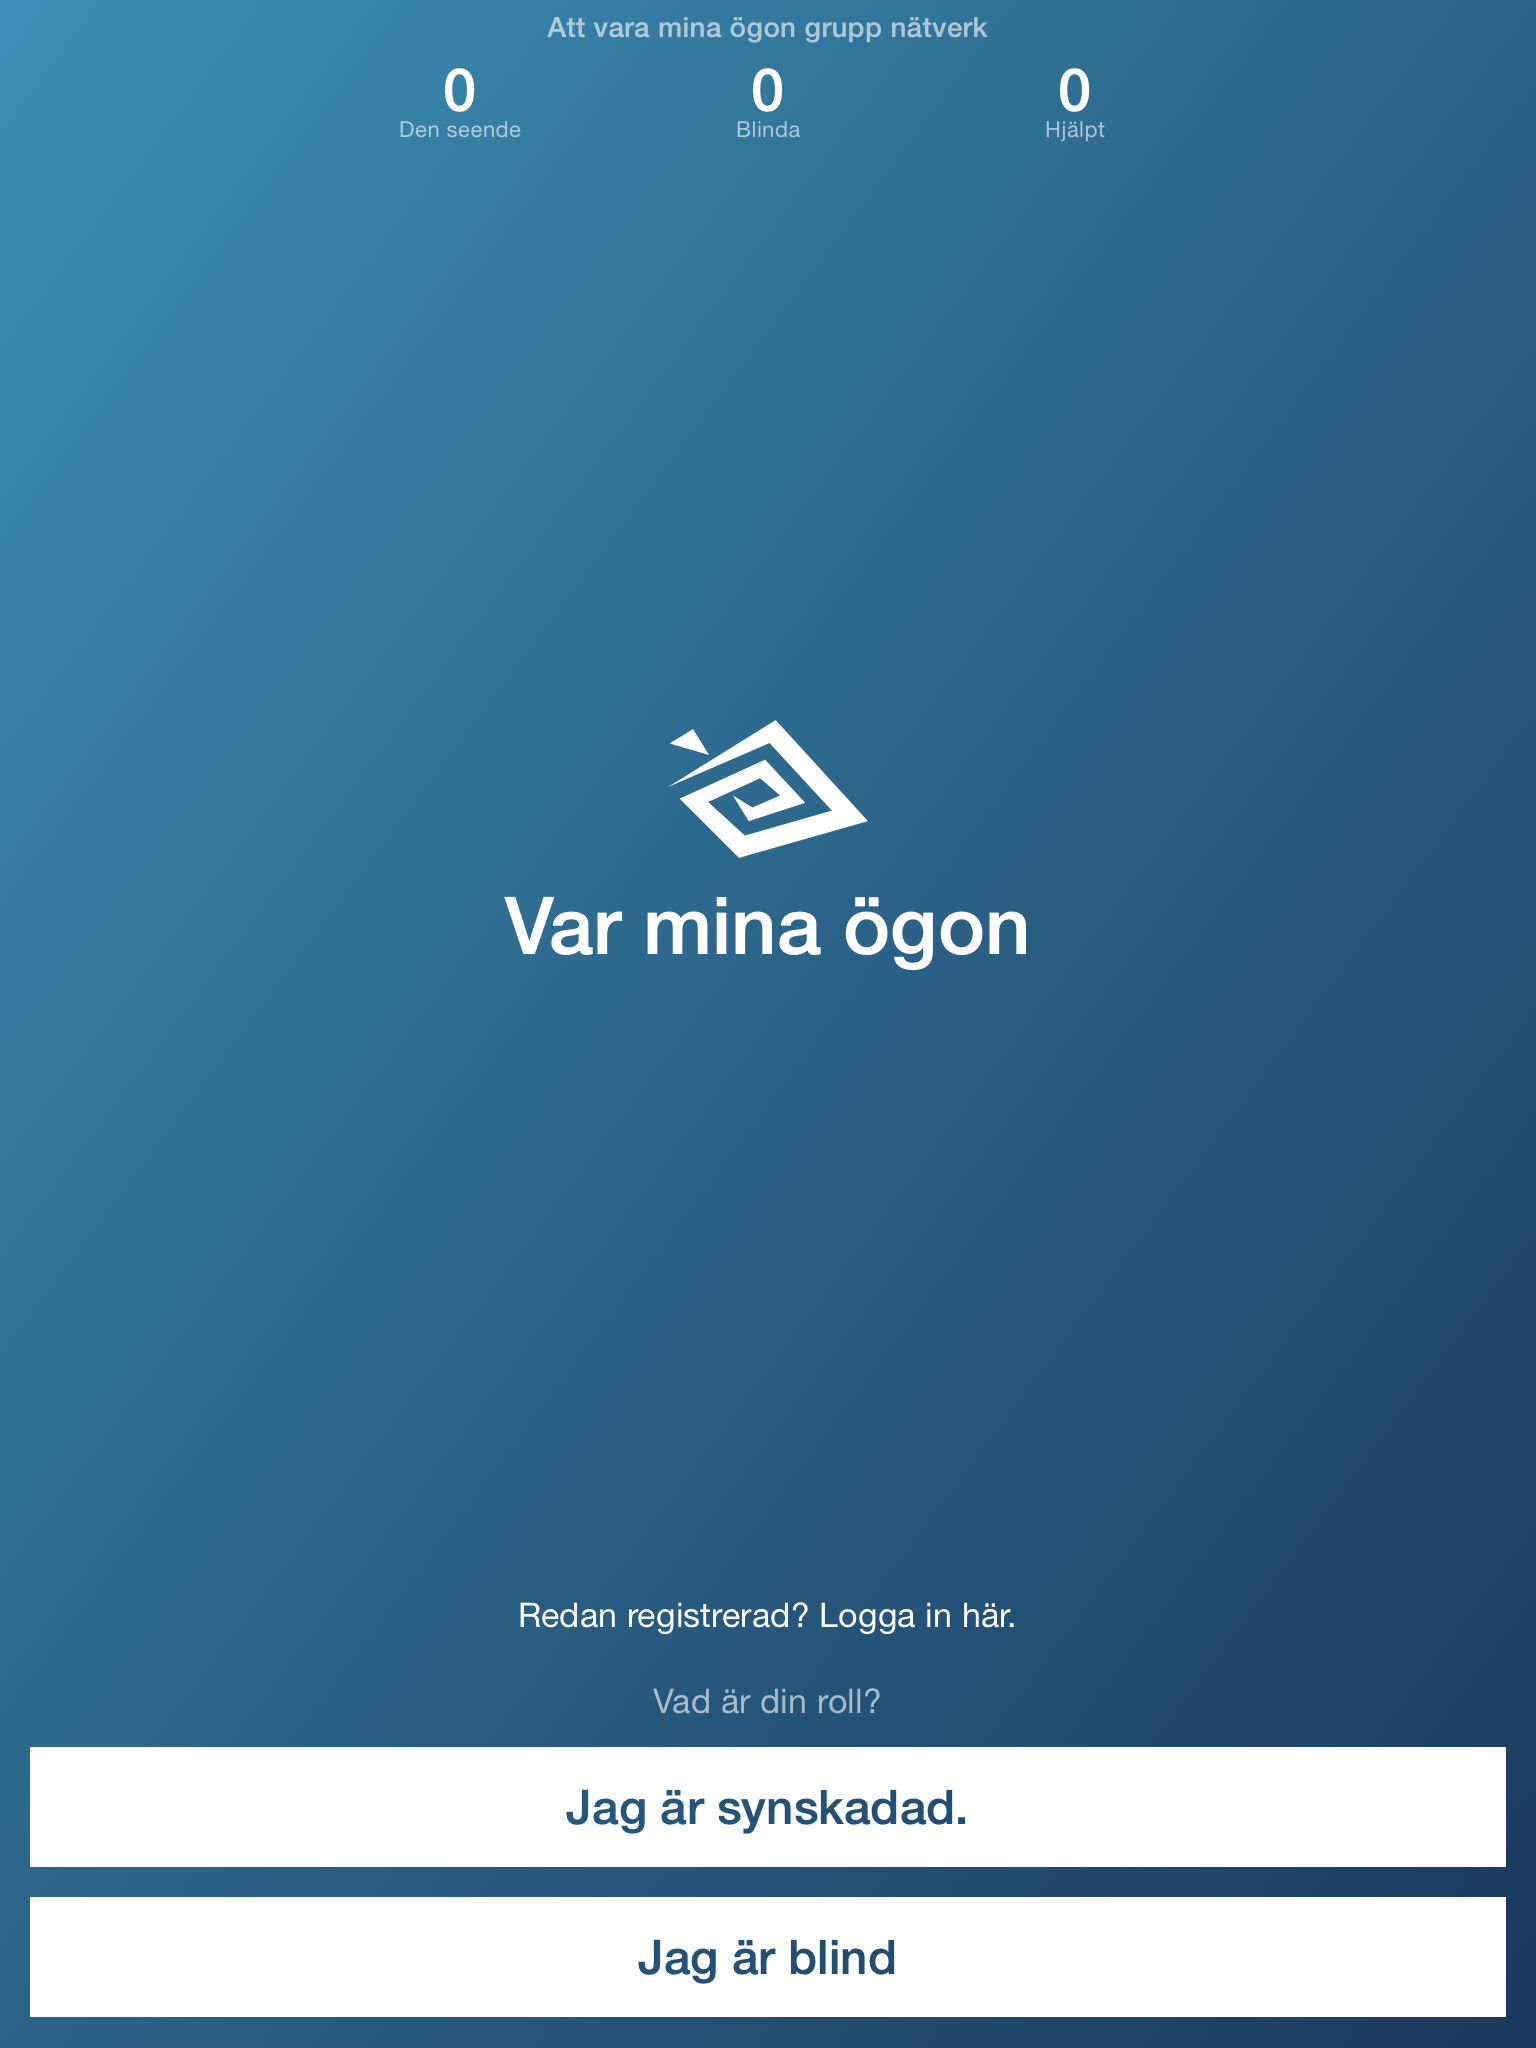 Att vara mina ögon grupp nätverk
0 0 0
Den seende Blinda Hjälpt
Var mina ögon
Redan registrerad? Logga in här.
Vad är din roll?
Jag är synskadad.
Jag är blind